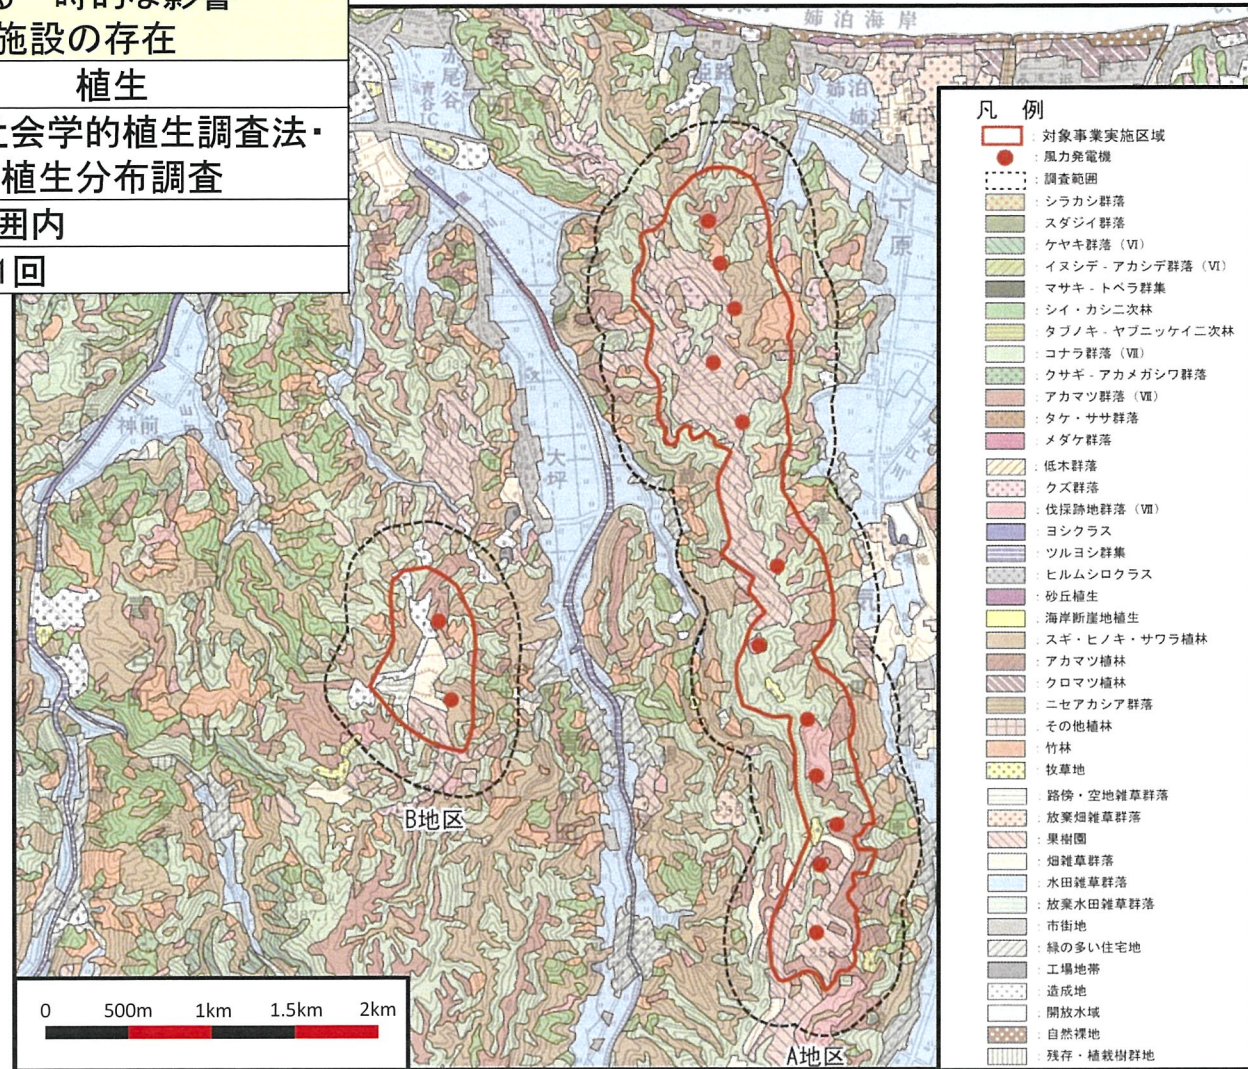 施設の存在
植生
社会学的植生調査法・
植生分布調査
囲内
1回
姉泊海岸
青谷
IC
下
原
神前
大
坪
B地区
A地区
0 500m 1km 1.5km 2km
凡 例
: 対象事業実施区域
: 風力発電機
: 調査範囲
: シラカシ群落
: スダジイ群落
: ケヤキ群落(Ⅵ)
: イヌシデ - アカシデ群落(Ⅵ)
: マサキ - トベラ群集
: シイ・カシ二次林
: タブノキ - ヤブニッケイ二次林
: コナラ群落(Ⅶ)
: クサギ - アカメガシワ群落
: アカマツ群落(Ⅶ)
: タケ・ササ群落
: メダケ群落
: 低木群落
: クズ群落
: 伐採跡地群落(Ⅶ)
: ヨシクラス
: ツルヨシ群集
: ヒルムシロクラス
: 砂丘植生
: 海岸断崖地植生
: スギ・ヒノキ・サワラ植林
: アカマツ植林
: クロマツ植林
: ニセアカシア群落
: その他植林
: 竹林
: 牧草地
: 路傍・空地雑草群落
: 放棄畑雑草群落
: 果樹園
: 畑雑草群落
: 水田雑草群落
: 放棄水田雑草群落
: 市街地
: 緑の多い住宅地
: 工場地帯
: 造成地
: 開放水域
: 自然裸地
: 残存・植栽樹群地